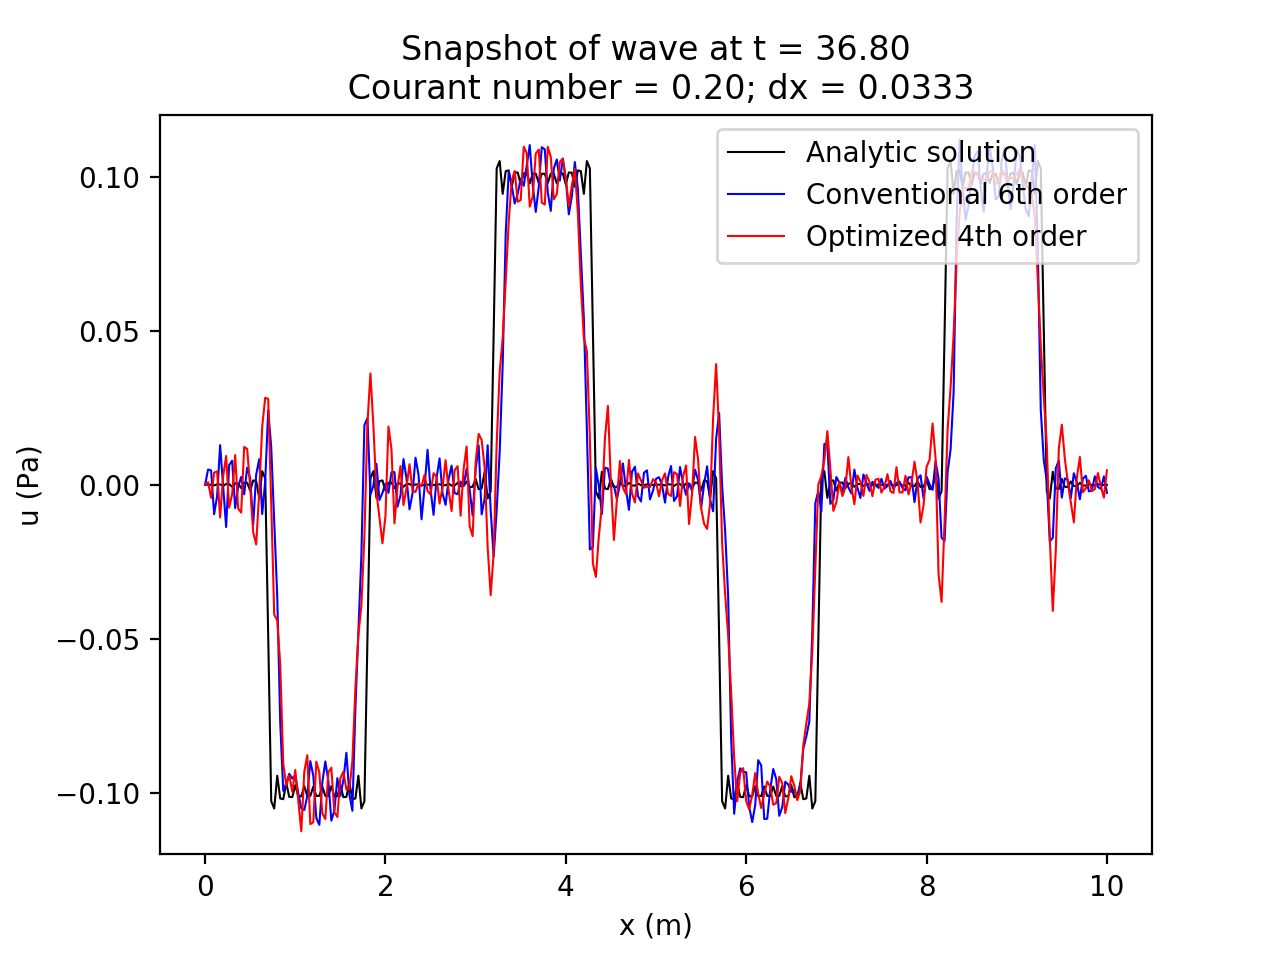 Snapshot of wave at t = 36.80
Courant number = 0.20; dx = 0.0333
Analytic solution
Conventional 6th order
Optimized 4th order
0.10
0.05
0.00
−0.05
−0.10
u (Pa)
0 2 4 6 8 10
x (m)